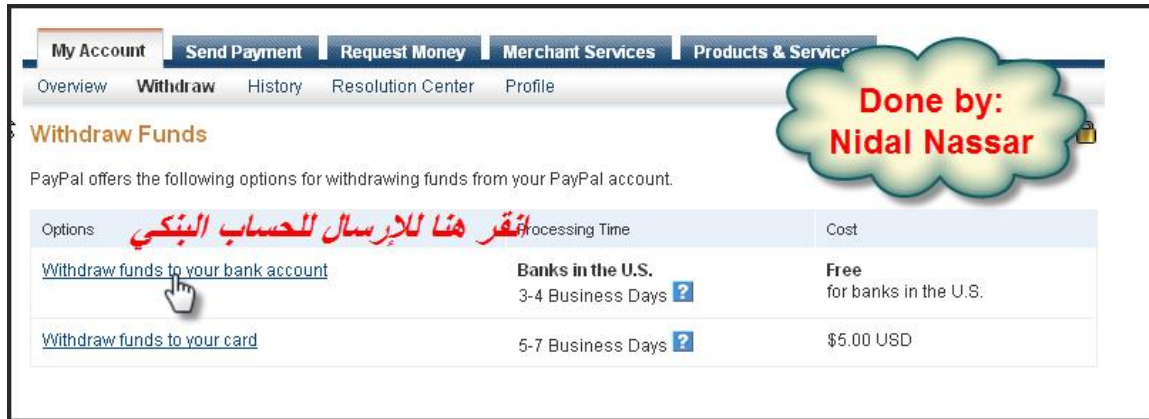 My Account Send Payment Request Money Merchant Services Products & Services
Overview Withdraw History Resolution Center Profile
Done by:
Nidal Nassar
Withdraw Funds
PayPal offers the following options for withdrawing funds from your PayPal account.
انقر هنا للإرسال للحساب البنكي
Options Processing Time Cost
Withdraw funds to your bank account Banks in the U.S. Free
3-4 Business Days ? for banks in the U.S.
Withdraw funds to your card 5-7 Business Days ? $5.00 USD